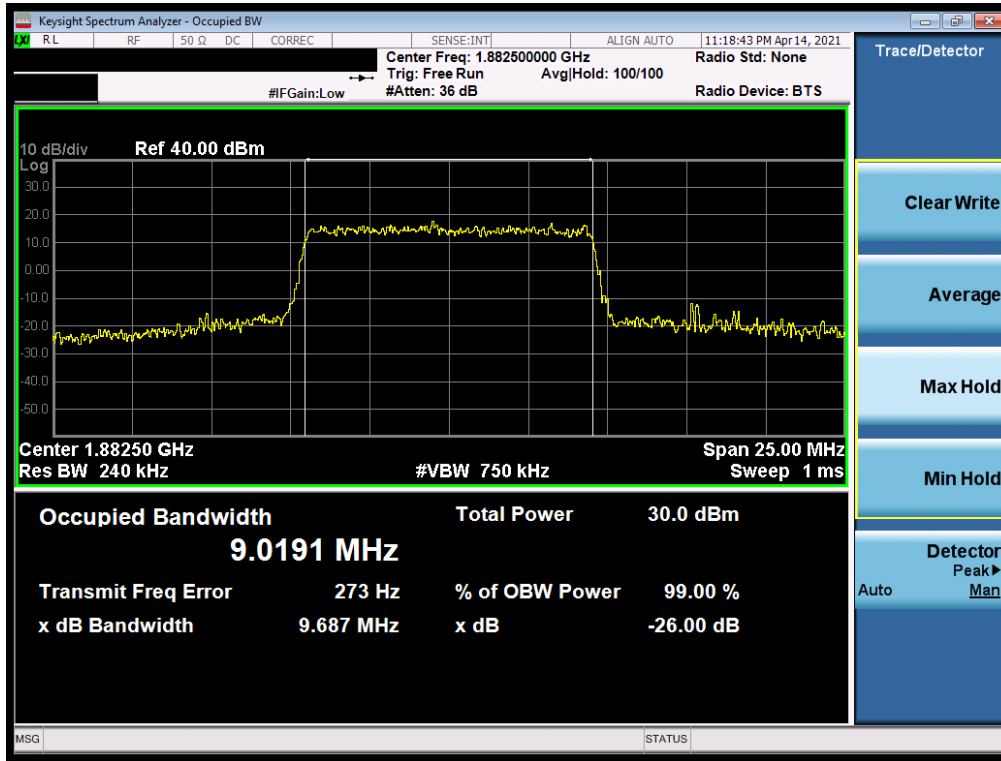 Keysight Spectrum Analyzer - Occupied BW
LXI RL RF 50 Ω DC CORREC SENSE:INT ALIGN AUTO 11:18:43 PM Apr 14, 2021
Center Freq: 1.882500000 GHz Radio Std: None
Trig: Free Run Avg|Hold: 100/100
#IFGain:Low #Atten: 36 dB Radio Device: BTS
Trace/Detector
10 dB/div Ref 40.00 dBm
Log
30.0
20.0
10.0
0.00
-10.0
-20.0
-30.0
-40.0
-50.0
Center 1.88250 GHz Span 25.00 MHz
Res BW 240 kHz #VBW 750 kHz Sweep 1 ms
Occupied Bandwidth Total Power 30.0 dBm
9.0191 MHz
Transmit Freq Error 273 Hz % of OBW Power 99.00 %
x dB Bandwidth 9.687 MHz x dB -26.00 dB
Clear Write
Average
Max Hold
Min Hold
Detector
Peak▶
Auto Man
MSG STATUS